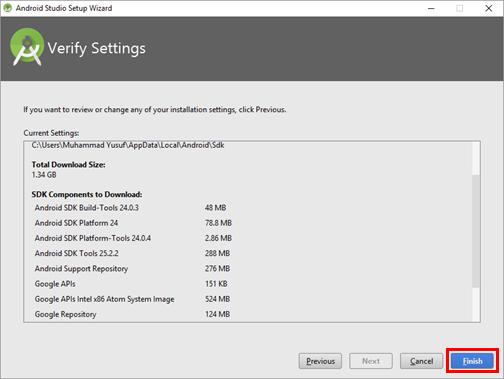 Android Studio Setup Wizard
Verify Settings
If you want to review or change any of your installation settings, click Previous.
Current Settings:
C:\Users\Muhammad Yusuf\AppData\Local\Android\Sdk
Total Download Size:
1.34 GB
SDK Components to Download:
Android SDK Build-Tools 24.0.3 48 MB
Android SDK Platform 24 78.8 MB
Android SDK Platform-Tools 24.0.4 2.86 MB
Android SDK Tools 25.2.2 288 MB
Android Support Repository 276 MB
Google APIs 151 KB
Google APIs Intel x86 Atom System Image 524 MB
Google Repository 124 MB
Previous Next Cancel Finish